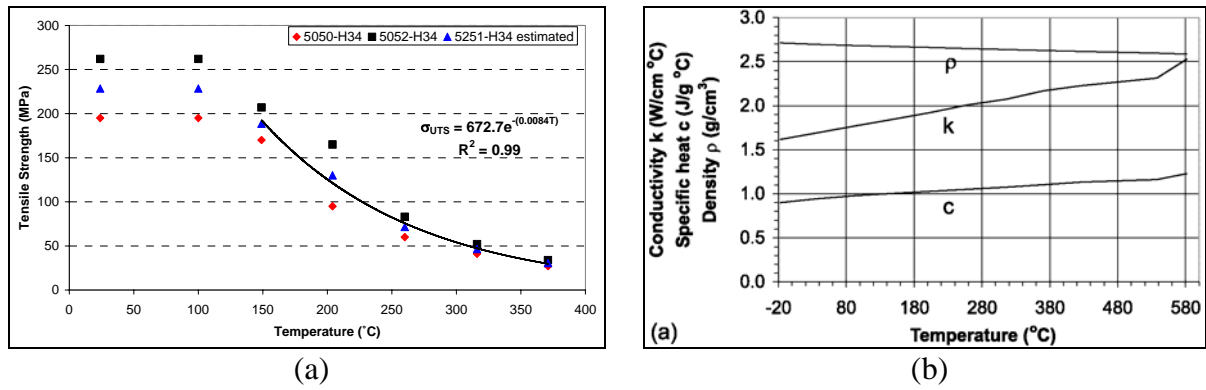 300
250
200
150
100
50
0
0 50 100 150 200 250 300 350 400
Tensile Strength (MPa)
Temperature (˚C)
5050-H34 5052-H34 5251-H34 estimated
σUTS = 672.7e-(0.0084T)
R2 = 0.99
(a)
Conductivity k (W/cm °C)
Specific heat c (J/g °C)
Density ρ (g/cm3)
3.0
2.5
2.0
1.5
1.0
0.5
0.0
ρ
k
c
-20 80 180 280 380 480 580
(a) Temperature (°C)
(b)